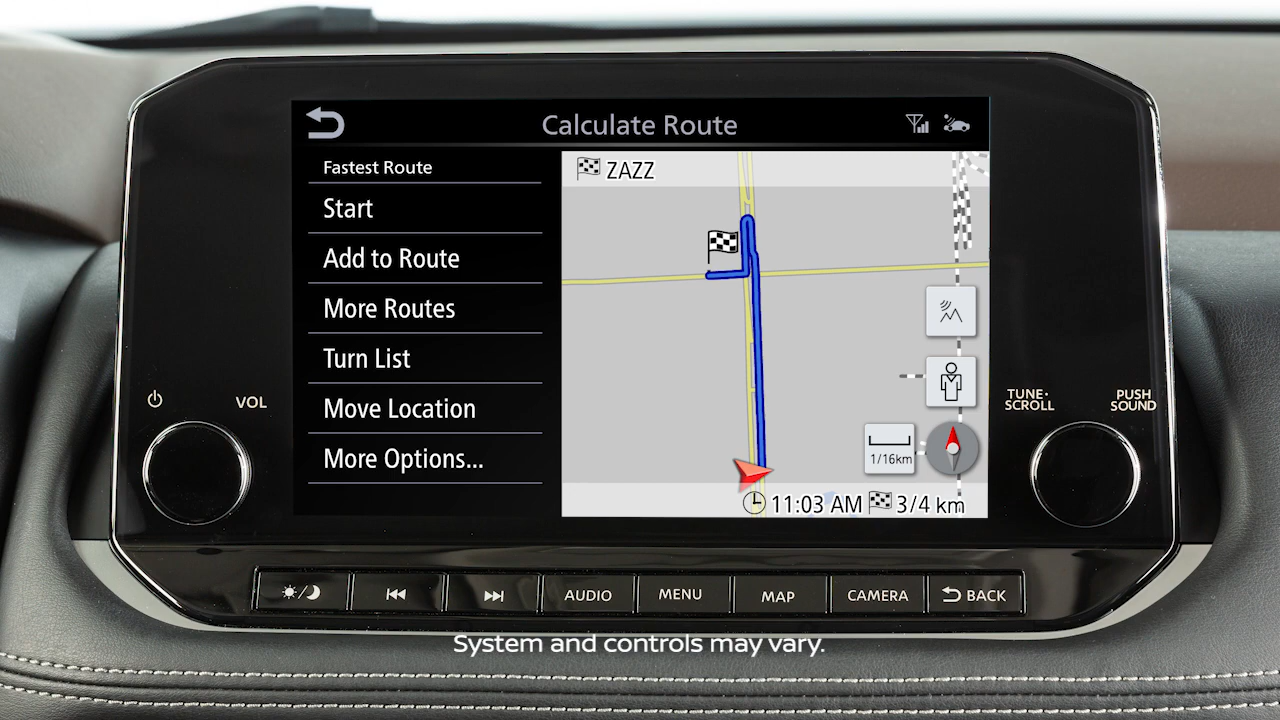 Calculate Route
Fastest Route
Start
Add to Route
More Routes
Turn List
Move Location
More Options...
ZAZZ
1/16km
11:03 AM 3/4 km
VOL
TUNE·
SCROLL
PUSH
SOUND
AUDIO
MENU
MAP
CAMERA
BACK
System and controls may vary.